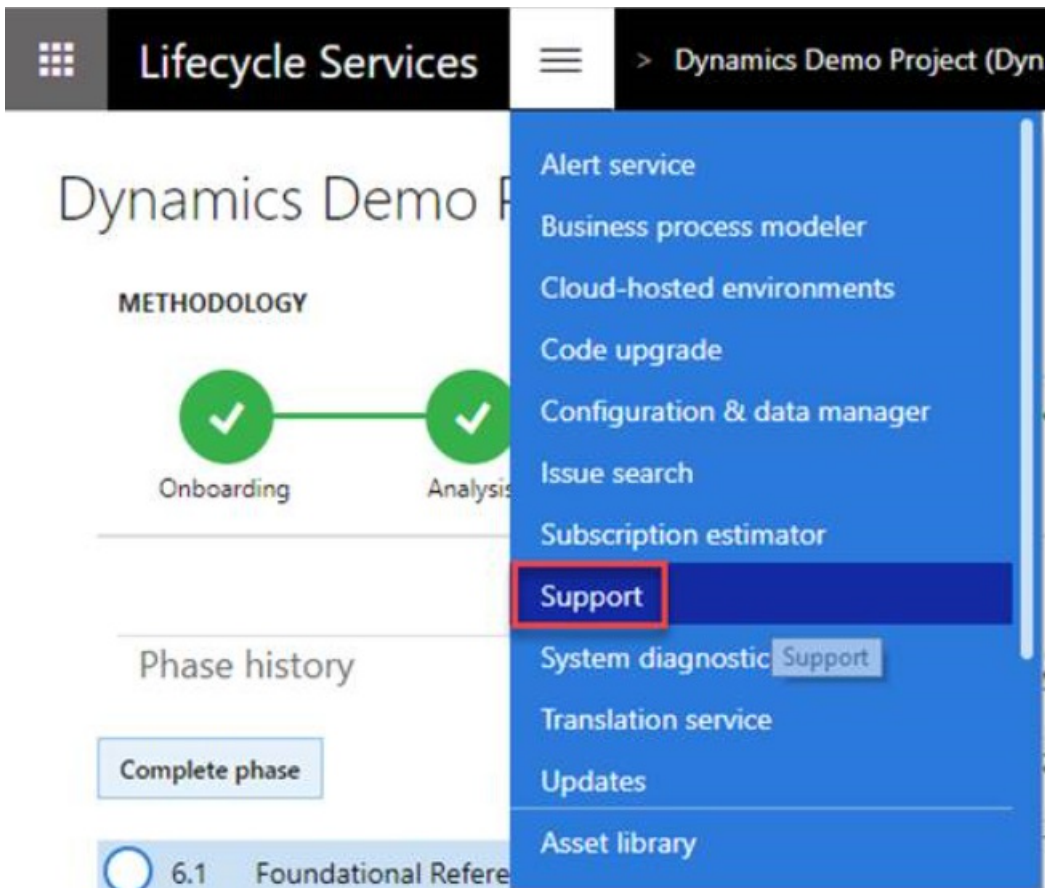 Lifecycle Services
> Dynamics Demo Project (Dyn
Dynamics Demo P
METHODOLOGY
Onboarding
Analysis
Phase history
Complete phase
6.1 Foundational Refere
Alert service
Business process modeler
Cloud-hosted environments
Code upgrade
Configuration & data manager
Issue search
Subscription estimator
Support
System diagnostic
Support
Translation service
Updates
Asset library